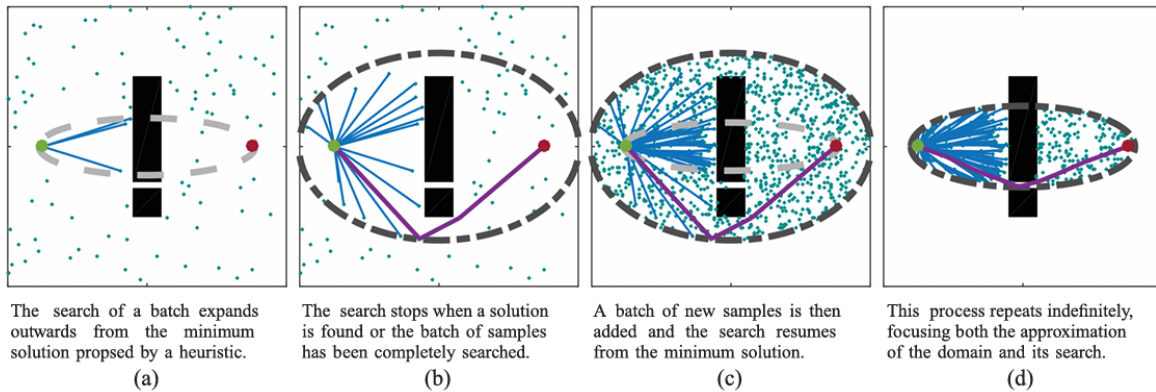 The search of a batch expands
outwards from the minimum
solution propsed by a heuristic.
(a)
The search stops when a solution
is found or the batch of samples
has been completely searched.
(b)
A batch of new samples is then
added and the search resumes
from the minimum solution.
(c)
This process repeats indefinitely,
focusing both the approximation
of the domain and its search.
(d)